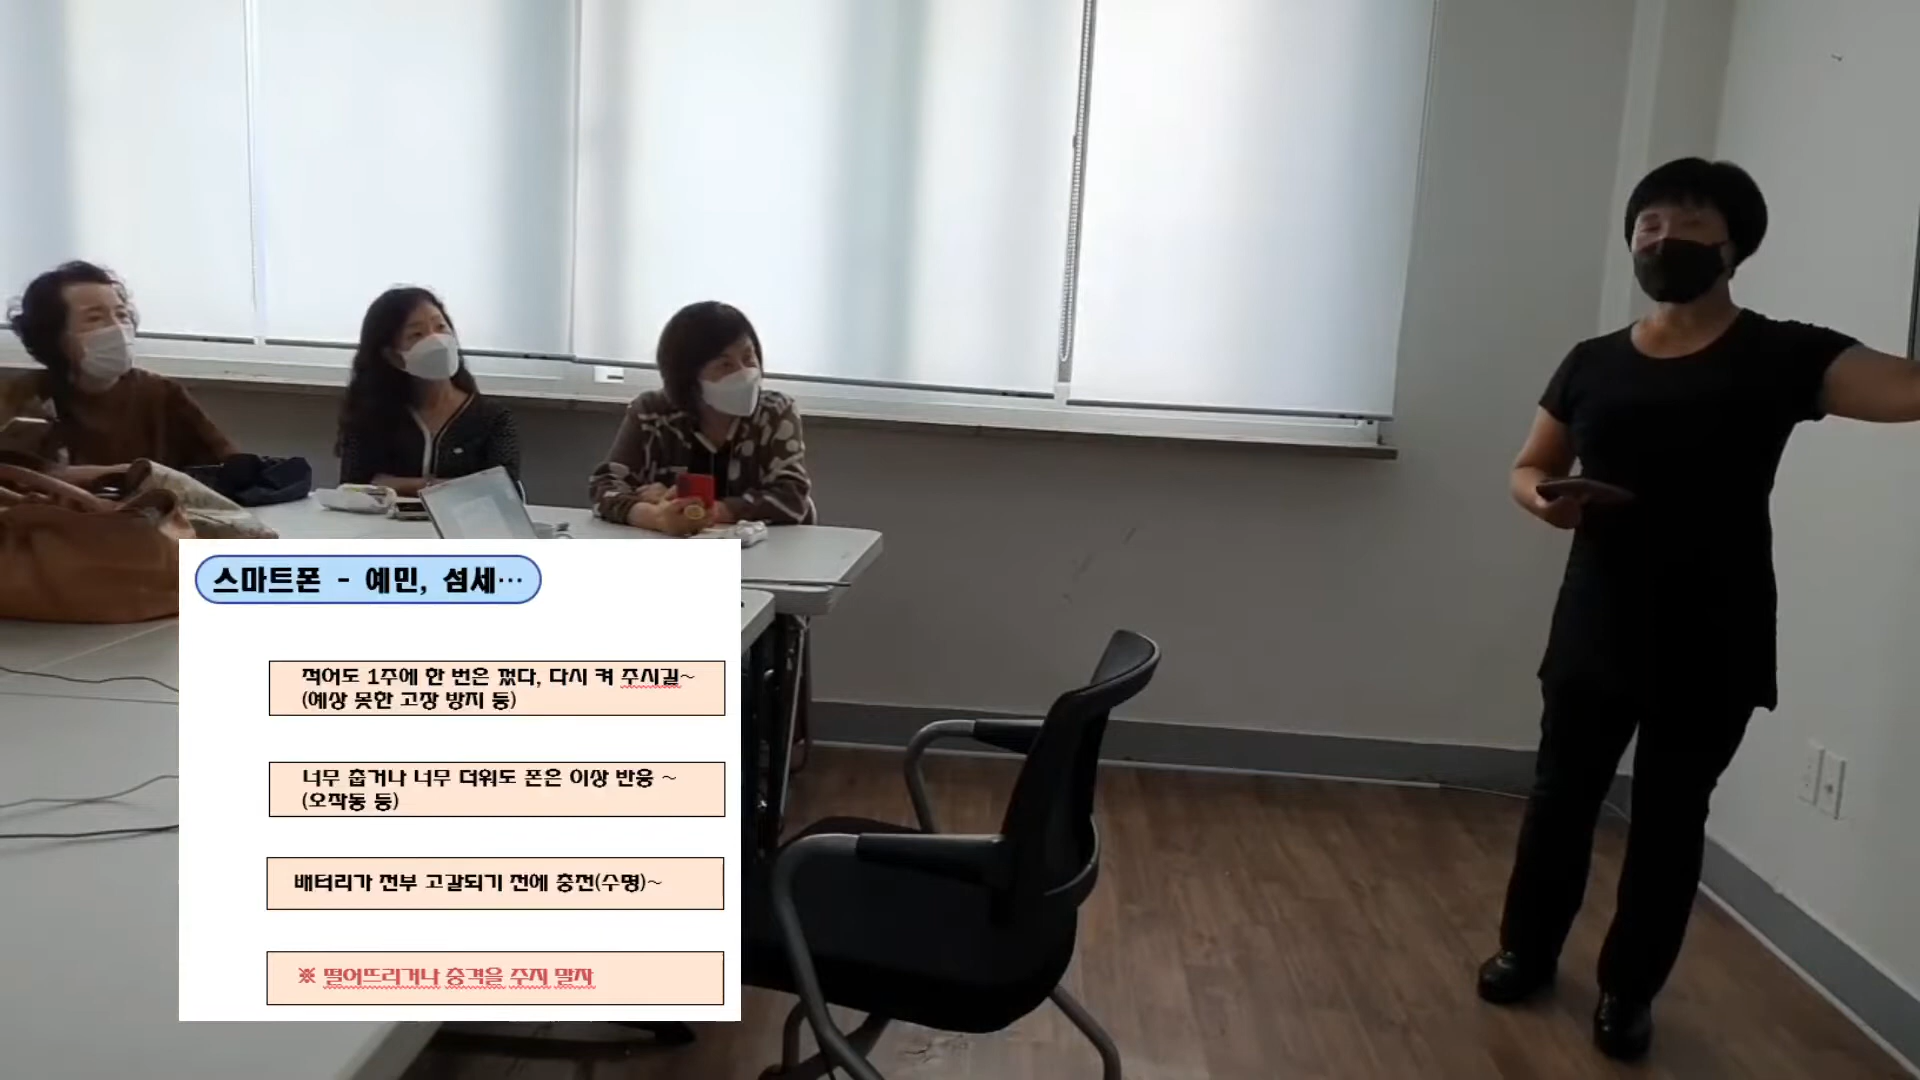 스마트폰 - 예민, 섬세…
적어도 1주에 한 번은 껐다, 다시 켜 주시길~
(예상 못한 고장 방지 등)
너무 춥거나 너무 더워도 폰은 이상 반응 ~
(오작동 등)
배터리가 전부 고갈되기 전에 충전(수명)~
※ 떨어뜨리거나 충격을 주지 말자